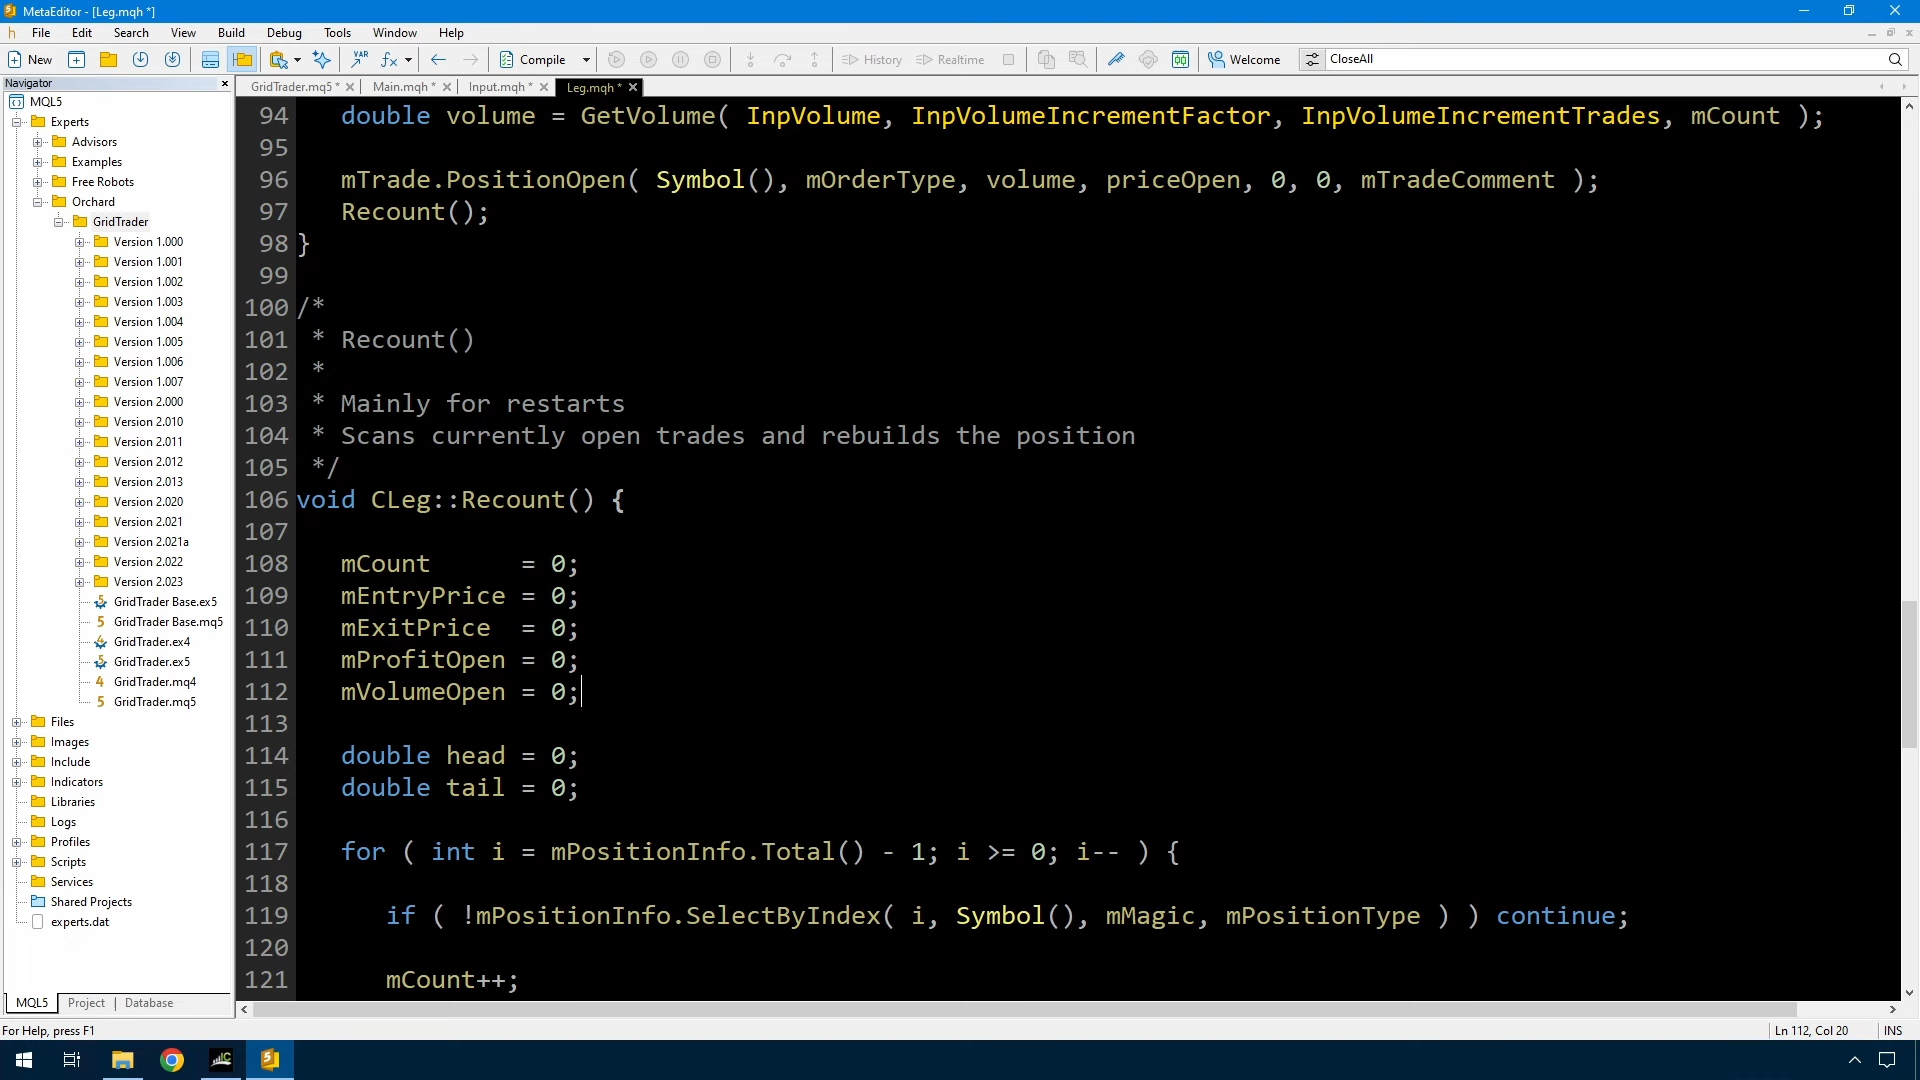 MetaEditor - [Leg.mqh *]
File Edit Search View Build Debug Tools Window Help
New VAR fx Compile History Realtime Welcome CloseAll
Navigator
GridTrader.mq5 * Main.mqh * Input.mqh * Leg.mqh *
MQL5
Experts
Advisors
Examples
Free Robots
Orchard
GridTrader
Version 1.000
Version 1.001
Version 1.002
Version 1.003
Version 1.004
Version 1.005
Version 1.006
Version 1.007
Version 2.000
Version 2.010
Version 2.011
Version 2.012
Version 2.013
Version 2.020
Version 2.021
Version 2.021a
Version 2.022
Version 2.023
GridTrader Base.ex5
GridTrader Base.mq5
GridTrader.ex4
GridTrader.ex5
GridTrader.mq4
GridTrader.mq5
Files
Images
Include
Indicators
Libraries
Logs
Profiles
Scripts
Services
Shared Projects
experts.dat
MQL5 Project Database
94 double volume = GetVolume( InpVolume, InpVolumeIncrementFactor, InpVolumeIncrementTrades, mCount );
95
96 mTrade.PositionOpen( Symbol(), mOrderType, volume, priceOpen, 0, 0, mTradeComment );
97 Recount();
98 }
99
100 /*
101 * Recount()
102 *
103 * Mainly for restarts
104 * Scans currently open trades and rebuilds the position
105 */
106 void CLeg::Recount() {
107
108 mCount = 0;
109 mEntryPrice = 0;
110 mExitPrice = 0;
111 mProfitOpen = 0;
112 mVolumeOpen = 0;
113
114 double head = 0;
115 double tail = 0;
116
117 for ( int i = mPositionInfo.Total() - 1; i >= 0; i-- ) {
118
119 if ( !mPositionInfo.SelectByIndex( i, Symbol(), mMagic, mPositionType ) ) continue;
120
121 mCount++;
For Help, press F1
Ln 112, Col 20 INS